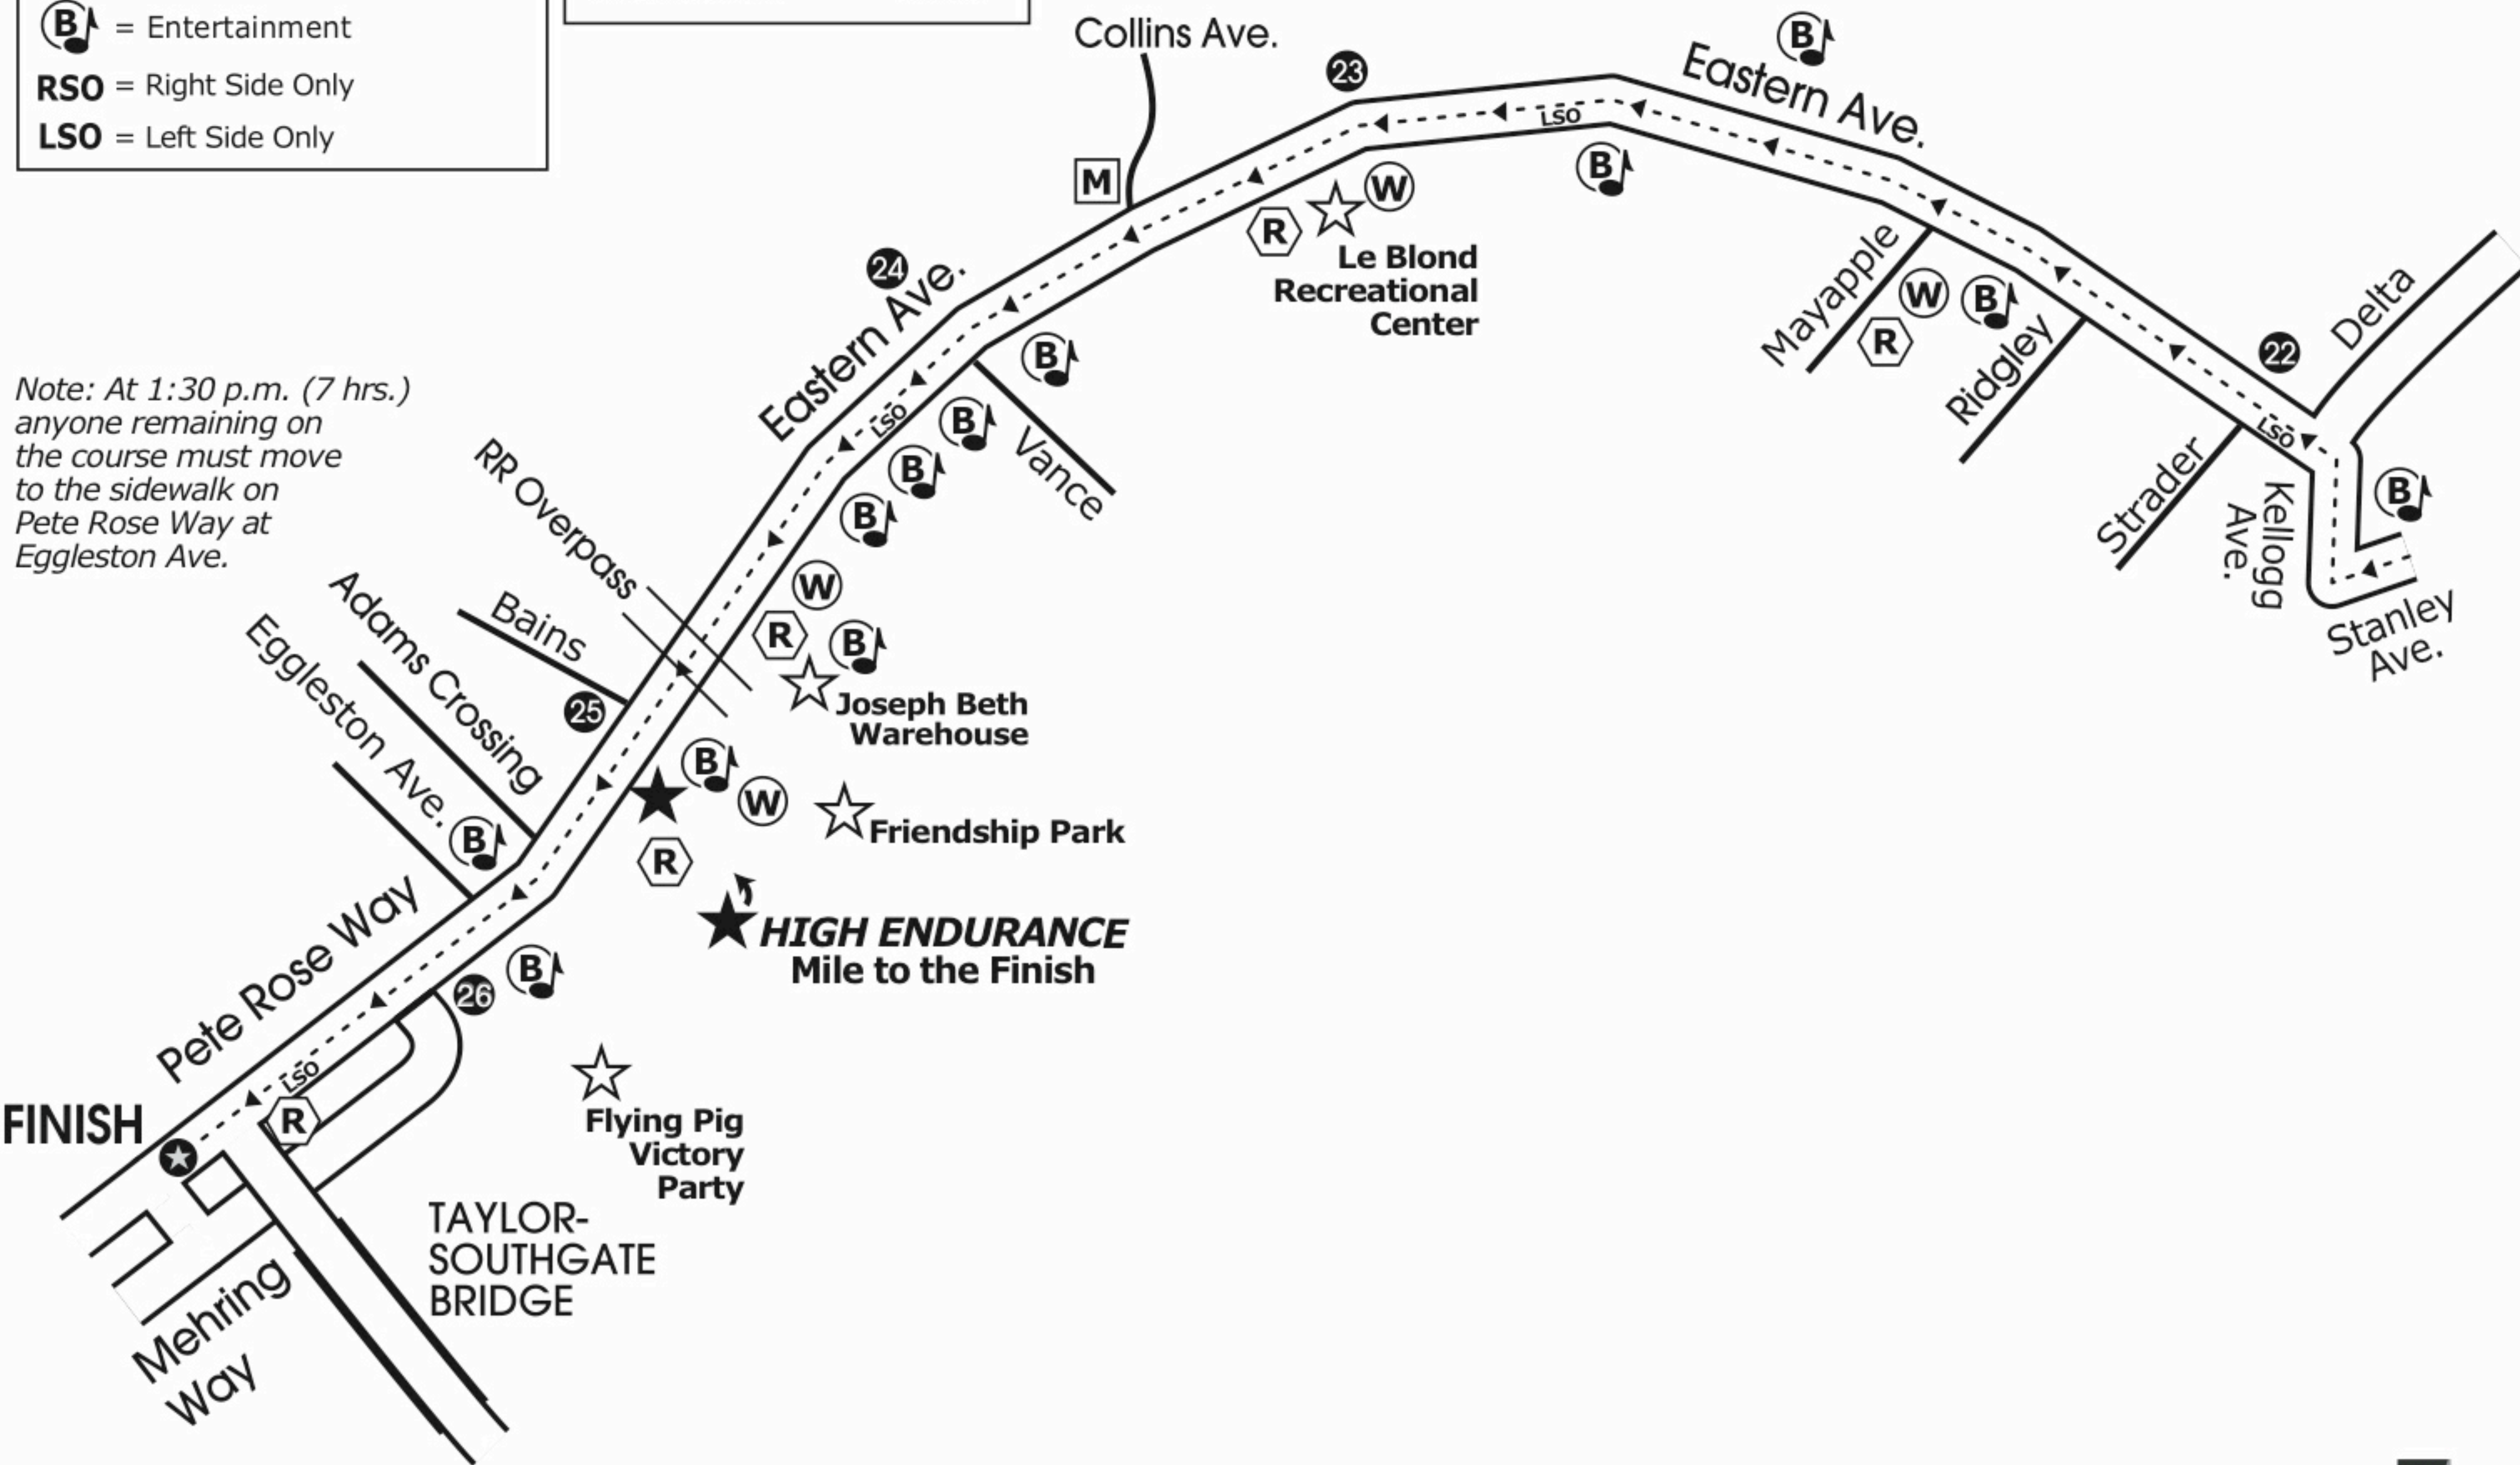 B = Entertainment
RSO = Right Side Only
LSO = Left Side Only
Collins Ave.
23
Eastern Ave.
B
LSO
B
M
R
W
Le Blond
Recreational
Center
Mayapple
W
B
R
Ridgley
22
Delta
LSO
Strader
Kellogg
Ave.
B
Stanley
Ave.
24
Eastern Ave.
B
LSO
B
Vance
B
B
Note: At 1:30 p.m. (7 hrs.)
anyone remaining on
the course must move
to the sidewalk on
Pete Rose Way at
Eggleston Ave.
RR Overpass
W
R
B
Joseph Beth
Warehouse
Bains
Adams Crossing
Eggleston Ave.
25
B
W
Friendship Park
B
R
HIGH ENDURANCE
Mile to the Finish
Pete Rose Way
26
B
LSO
R
FINISH
Flying Pig
Victory
Party
TAYLOR-
SOUTHGATE
BRIDGE
Mehring
Way